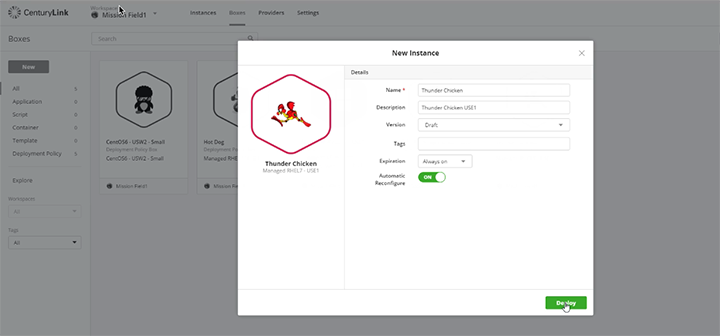 CenturyLink
Workspace
Mission Field1
Instances
Boxes
Providers
Settings
Boxes
Search
New
All 5
Application 0
Script 0
Container 0
Template 0
Deployment Policy 5
Explore
Workspaces
All
Tags
All
CentOS6 - USW2 - Small
Deployment Policy Box
CentOS6 - USW2 - Small
Mission Field1
Hot Dog
Deployment
Managed RHE
Mission
New Instance
Thunder Chicken
Managed RHEL7 - USE1
Details
Name * Thunder Chicken
Description Thunder Chicken USE1
Version Draft
Tags
Expiration Always on
Automatic
Reconfigure ON
Deploy